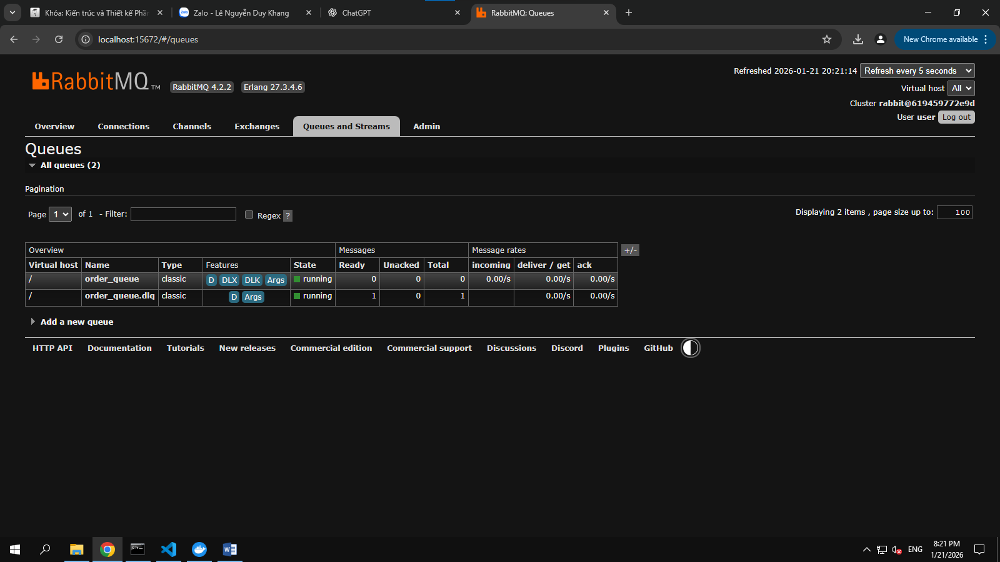 Khóa: Kiến trúc và Thiết kế Phần
Zalo - Lê Nguyễn Duy Khang
ChatGPT
RabbitMQ: Queues
localhost:15672/#/queues
New Chrome available
RabbitMQ TM
RabbitMQ 4.2.2
Erlang 27.3.4.6
Refreshed 2026-01-21 20:21:14
Refresh every 5 seconds
Virtual host All
Cluster rabbit@619459772e9d
User user Log out
Overview Connections Channels Exchanges Queues and Streams Admin
Queues
All queues (2)
Pagination
Page 1 of 1 - Filter: Regex ?
Displaying 2 items , page size up to: 100
Overview Messages Message rates +/-
Virtual host Name Type Features State Ready Unacked Total incoming deliver / get ack
/ order_queue classic D DLX DLK Args running 0 0 0 0.00/s 0.00/s 0.00/s
/ order_queue.dlq classic D Args running 1 0 1 0.00/s 0.00/s
Add a new queue
HTTP API Documentation Tutorials New releases Commercial edition Commercial support Discussions Discord Plugins GitHub
ENG
8:21 PM
1/21/2026